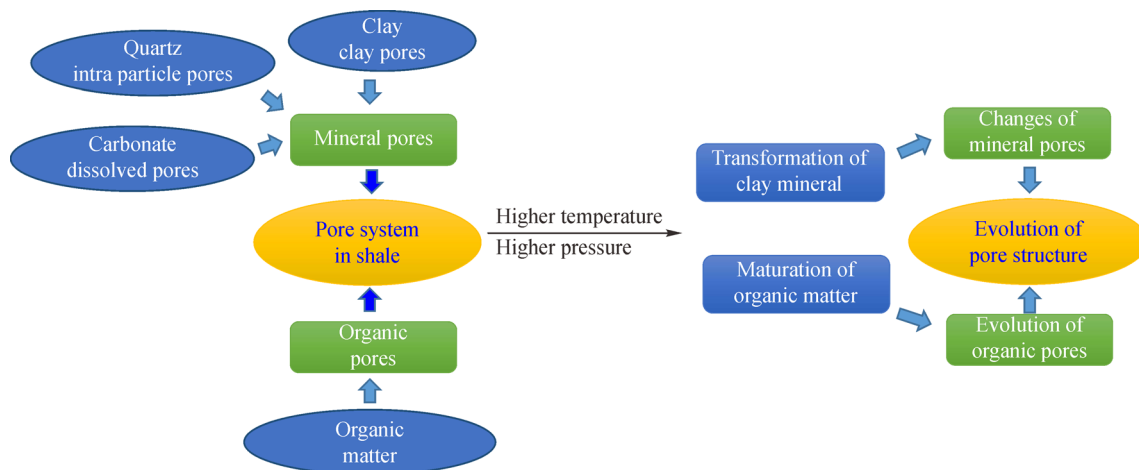 Clay
clay pores
Quartz
intra particle pores
Carbonate
dissolved pores
Mineral pores
Pore system
in shale
Organic
pores
Organic
matter
Higher temperature
Higher pressure
Transformation of
clay mineral
Changes of
mineral pores
Evolution of
pore structure
Maturation of
organic matter
Evolution of
organic pores